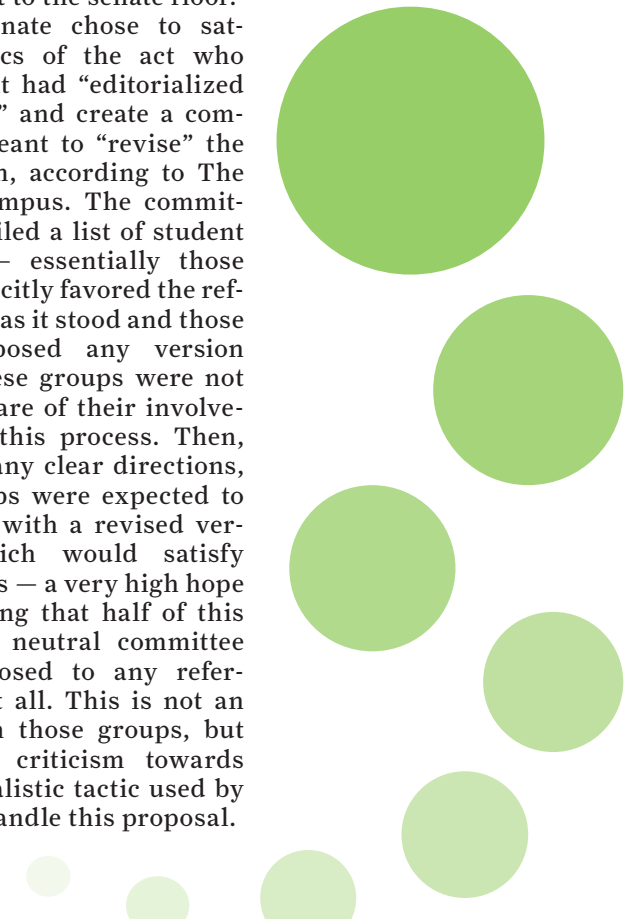 t to the senate floor.
nate chose to sat-
cs of the act who
t had “editorialized
” and create a com-
eant to “revise” the
n, according to The
mpus. The commit-
iled a list of student
– essentially those
citly favored the ref-
as it stood and those
posed any version
ese groups were not
are of their involve-
this process. Then,
any clear directions,
ps were expected to
with a revised ver-
ich would satisfy
s — a very high hope
ng that half of this
neutral committee
osed to any refer-
t all. This is not an
n those groups, but
criticism towards
alistic tactic used by
andle this proposal.